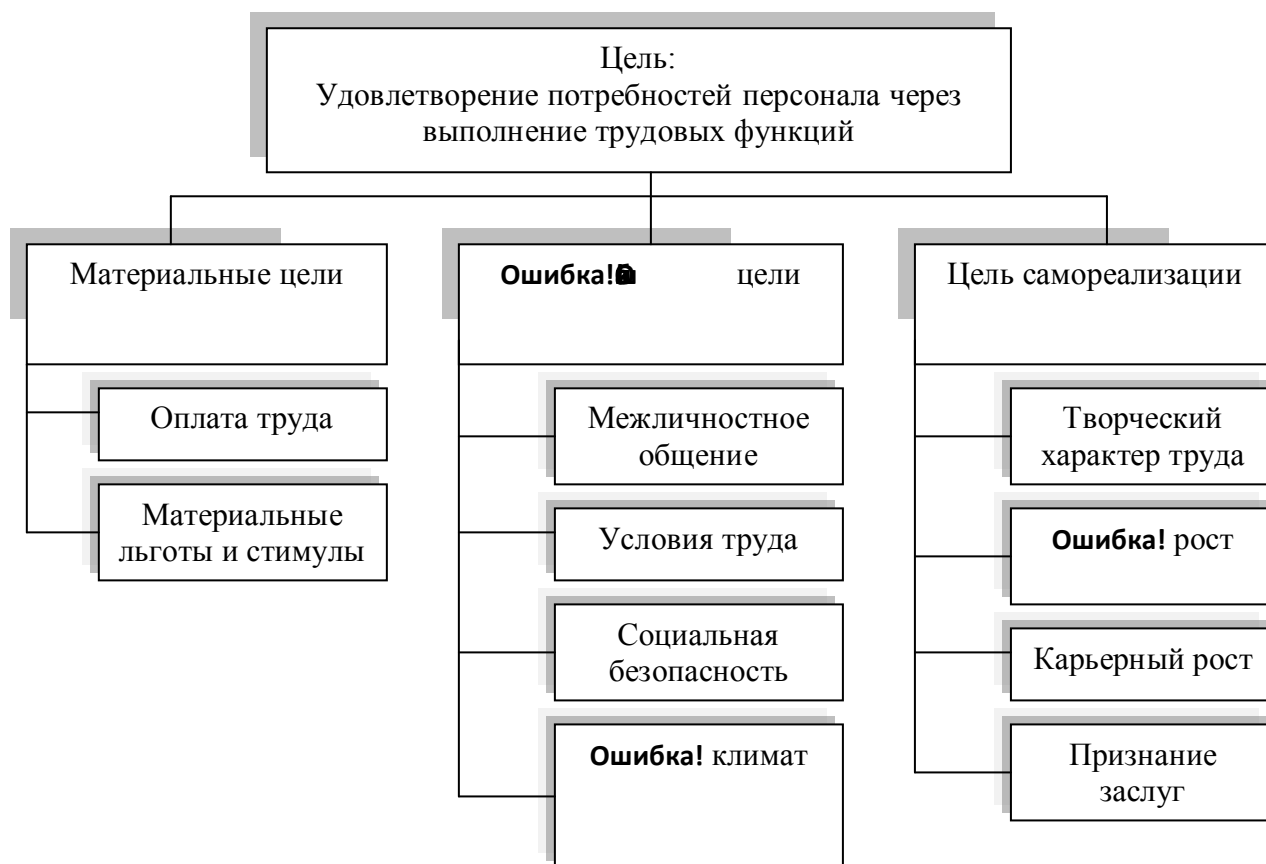 Цель:
Удовлетворение потребностей персонала через
выполнение трудовых функций
Материальные цели
Оплата труда
Материальные
льготы и стимулы
Ошибка! цели
Межличностное
общение
Условия труда
Социальная
безопасность
Ошибка! климат
Цель самореализации
Творческий
характер труда
Ошибка! рост
Карьерный рост
Признание
заслуг